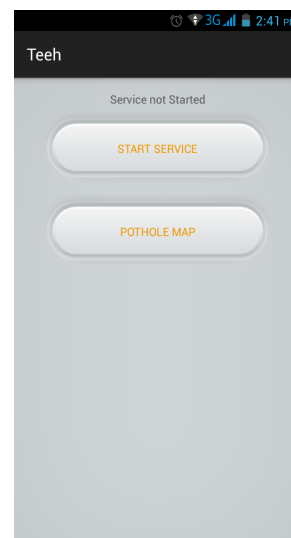 3G 2:41 P
Teeh
Service not Started
START SERVICE
POTHOLE MAP